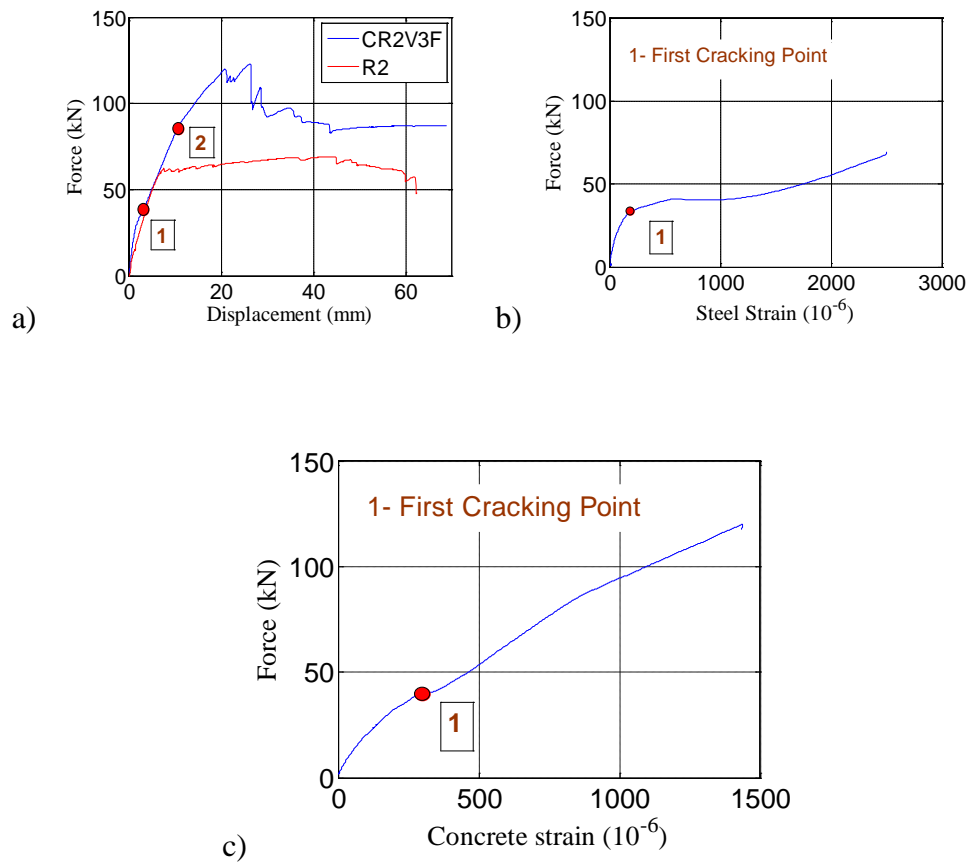 150
100
50
0
Force (kN)
CR2V3F
R2
2
1
0 20 40 60
Displacement (mm)
a)
150
100
50
0
Force (kN)
1- First Cracking Point
1
0 1000 2000 3000
Steel Strain (10⁻⁶)
b)
150
100
50
0
Force (kN)
1- First Cracking Point
1
0 500 1000 1500
Concrete strain (10⁻⁶)
c)